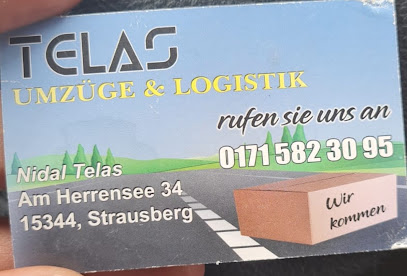 TELAS
UMZÜGE & LOGISTIK
rufen sie uns an
0171 582 30 95
Nidal Telas
Am Herrensee 34
15344, Strausberg
Wir
kommen